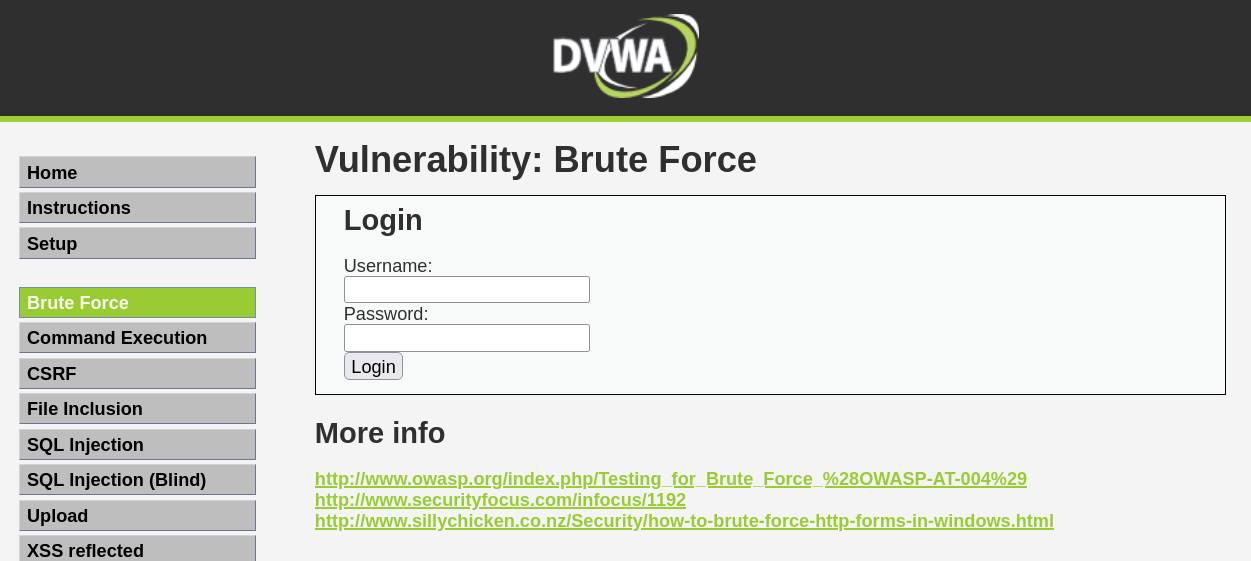 DVWA
Home
Instructions
Setup
Brute Force
Command Execution
CSRF
File Inclusion
SQL Injection
SQL Injection (Blind)
Upload
XSS reflected
Vulnerability: Brute Force
Login
Username:
Password:
Login
More info
http://www.owasp.org/index.php/Testing_for_Brute_Force_%28OWASP-AT-004%29
http://www.securityfocus.com/infocus/1192
http://www.sillychicken.co.nz/Security/how-to-brute-force-http-forms-in-windows.html